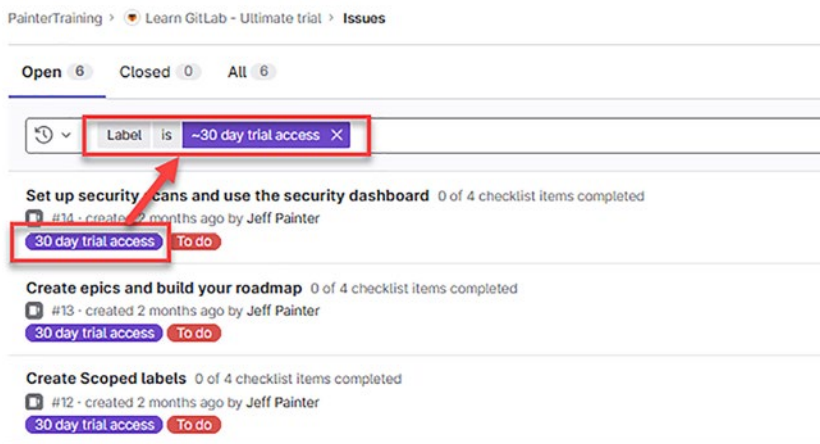 PainterTraining > Learn GitLab - Ultimate trial > Issues
Open 6 Closed 0 All 6
Label is ~30 day trial access ×
Set up security scans and use the security dashboard 0 of 4 checklist items completed
#14 · created 2 months ago by Jeff Painter
30 day trial access To do
Create epics and build your roadmap 0 of 4 checklist items completed
#13 · created 2 months ago by Jeff Painter
30 day trial access To do
Create Scoped labels 0 of 4 checklist items completed
#12 · created 2 months ago by Jeff Painter
30 day trial access To do